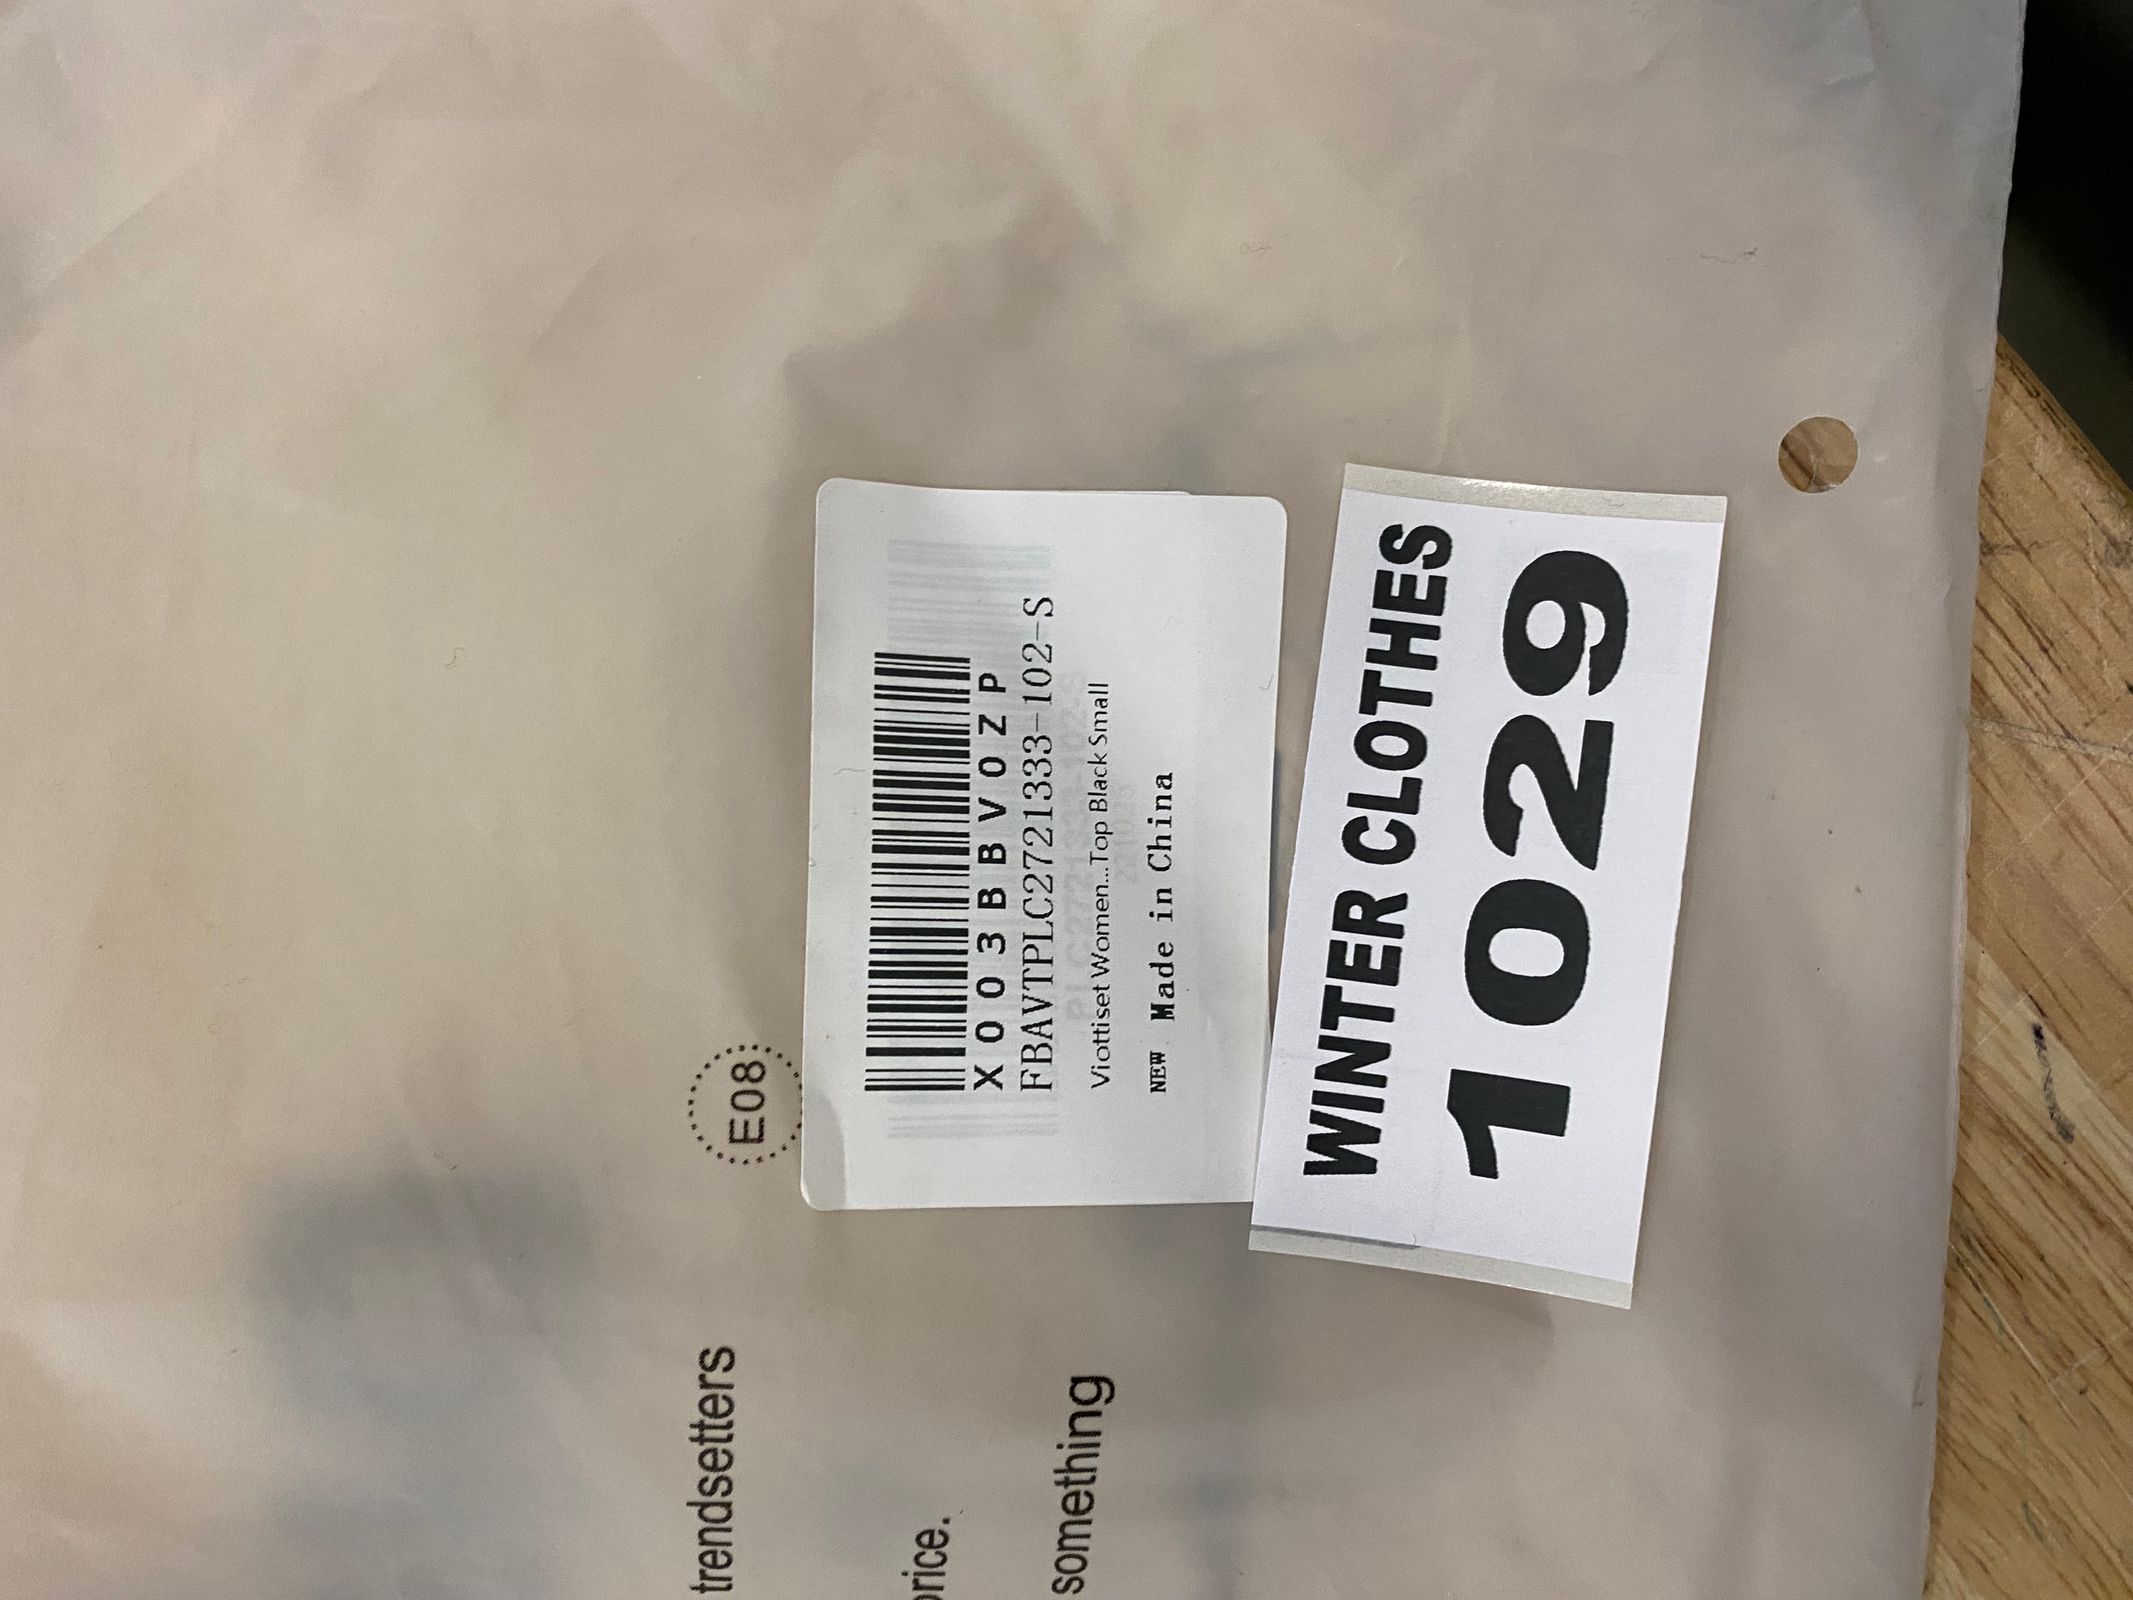 E08
X003BBV0ZP
FBAVTPLC2721333-102-S
Viottiset Women...Top Black Small
NEW Made in China
WINTER CLOTHES
1029
trendsetters
price.
something